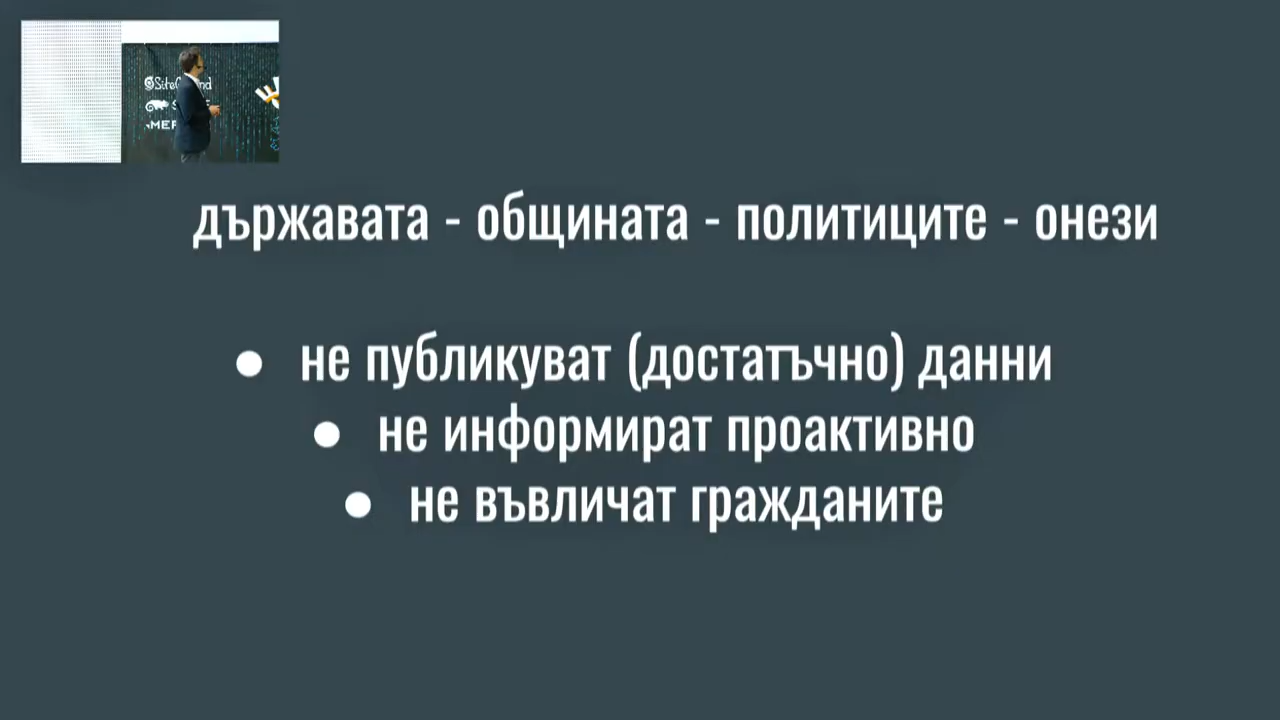 държавата - общината - политиците - онези
● не публикуват (достатъчно) данни
● не информират проактивно
● не въвличат гражданите